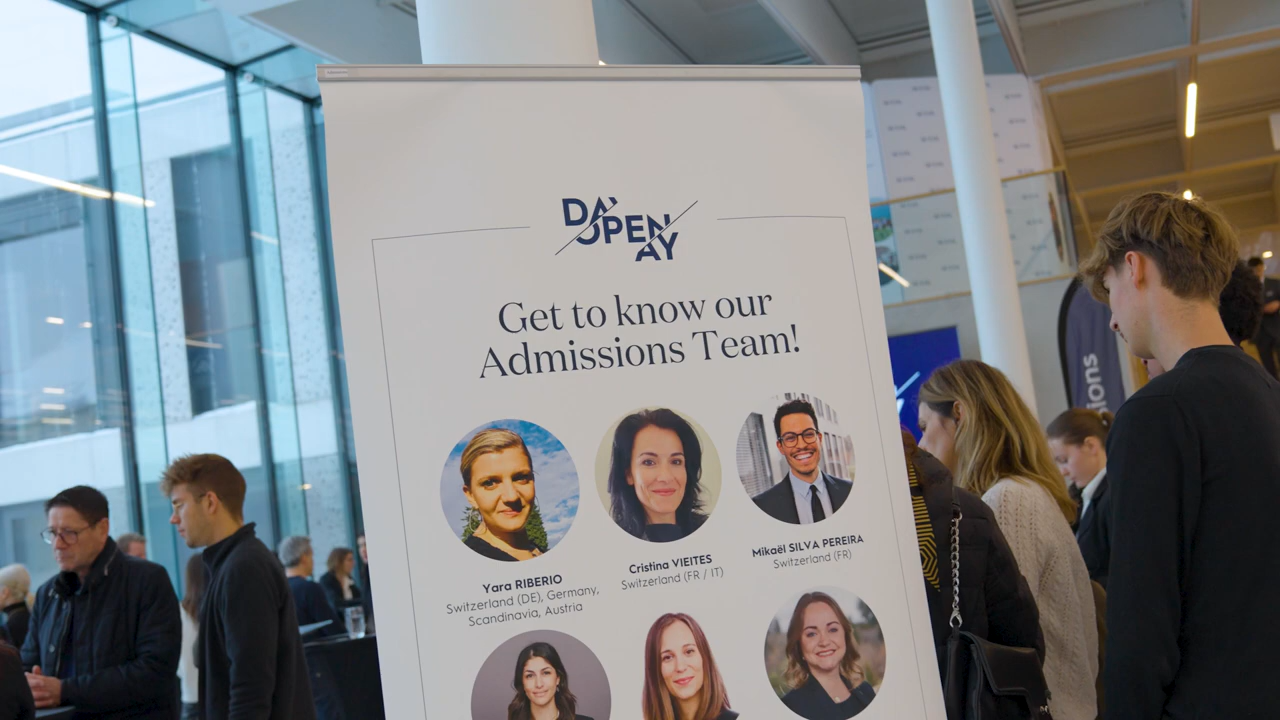 OPEN
DAY
Get to know our
Admissions Team!
Yara RIBERIO
Switzerland (DE), Germany,
Scandinavia, Austria
Cristina VIEITES
Switzerland (FR / IT)
Mikaël SILVA PEREIRA
Switzerland (FR)
ions